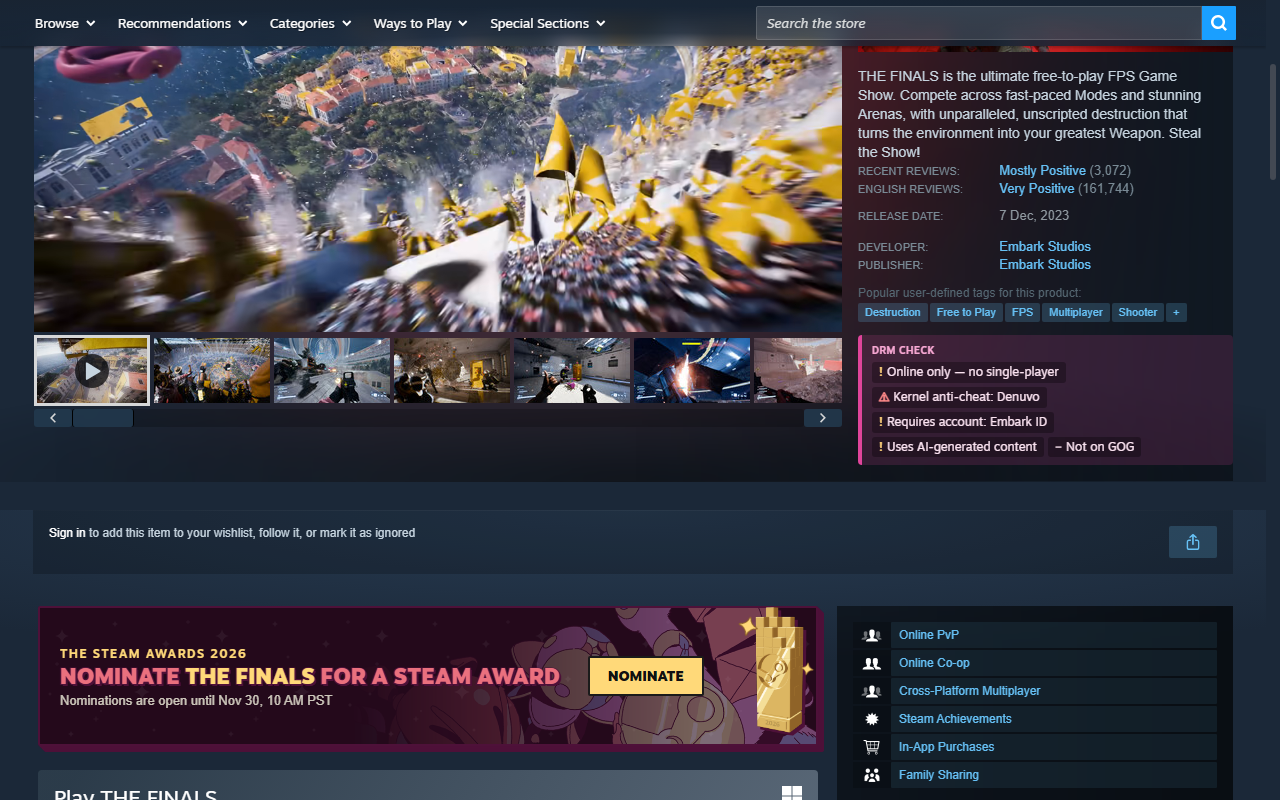 Browse
Recommendations
Categories
Ways to Play
Special Sections
Search the store
THE FINALS is the ultimate free-to-play FPS Game
Show. Compete across fast-paced Modes and stunning
Arenas, with unparalleled, unscripted destruction that
turns the environment into your greatest Weapon. Steal
the Show!
RECENT REVIEWS: Mostly Positive (3,072)
ENGLISH REVIEWS: Very Positive (161,744)
RELEASE DATE: 7 Dec, 2023
DEVELOPER: Embark Studios
PUBLISHER: Embark Studios
Popular user-defined tags for this product:
Destruction Free to Play FPS Multiplayer Shooter +
DRM CHECK
! Online only — no single-player
⚠ Kernel anti-cheat: Denuvo
! Requires account: Embark ID
! Uses AI-generated content – Not on GOG
Sign in to add this item to your wishlist, follow it, or mark it as ignored
THE STEAM AWARDS 2026
NOMINATE THE FINALS FOR A STEAM AWARD
Nominations are open until Nov 30, 10 AM PST
NOMINATE
Online PvP
Online Co-op
Cross-Platform Multiplayer
Steam Achievements
In-App Purchases
Family Sharing
Play THE FINALS